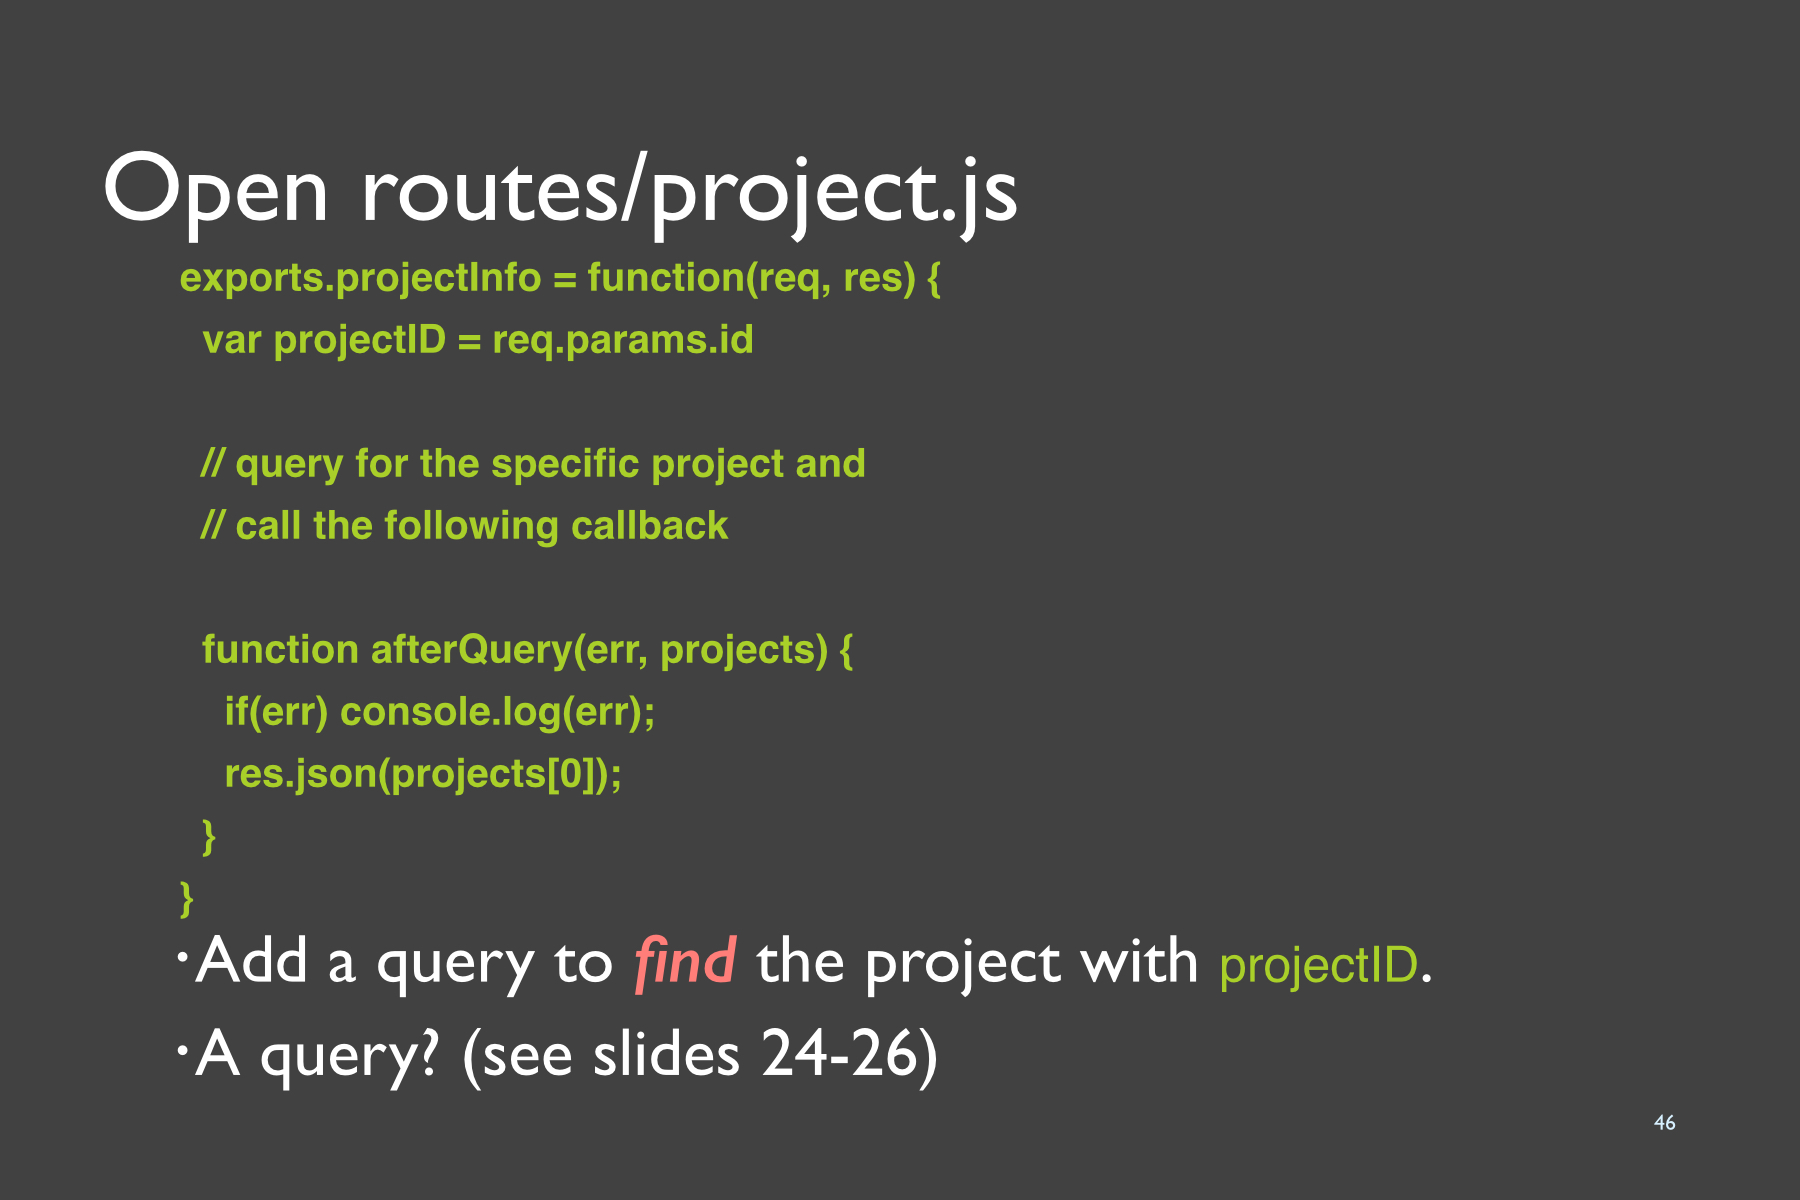 Open routes/project.js
exports.projectInfo = function(req, res) {
var projectID = req.params.id
// query for the specific project and
// call the following callback
function afterQuery(err, projects) {
if(err) console.log(err);
res.json(projects[0]);
}
}
·Add a query to find the project with projectID.
·A query? (see slides 24-26)
46